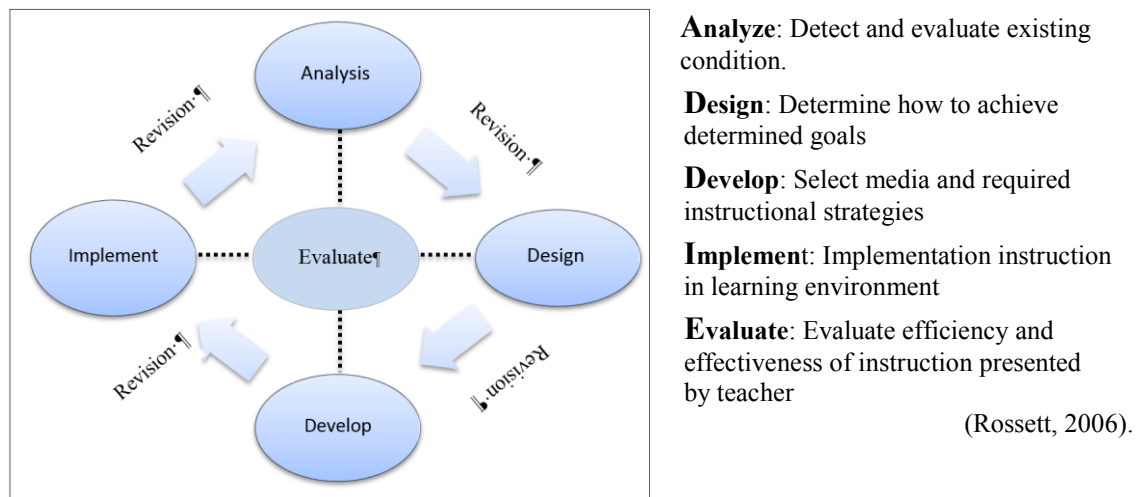 Analysis
Revision·¶
Revision·¶
Implement
Evaluate¶
Design
Revision·¶
Revision·¶
Develop
Analyze: Detect and evaluate existing
condition.
Design: Determine how to achieve
determined goals
Develop: Select media and required
instructional strategies
Implement: Implementation instruction
in learning environment
Evaluate: Evaluate efficiency and
effectiveness of instruction presented
by teacher
(Rossett, 2006).